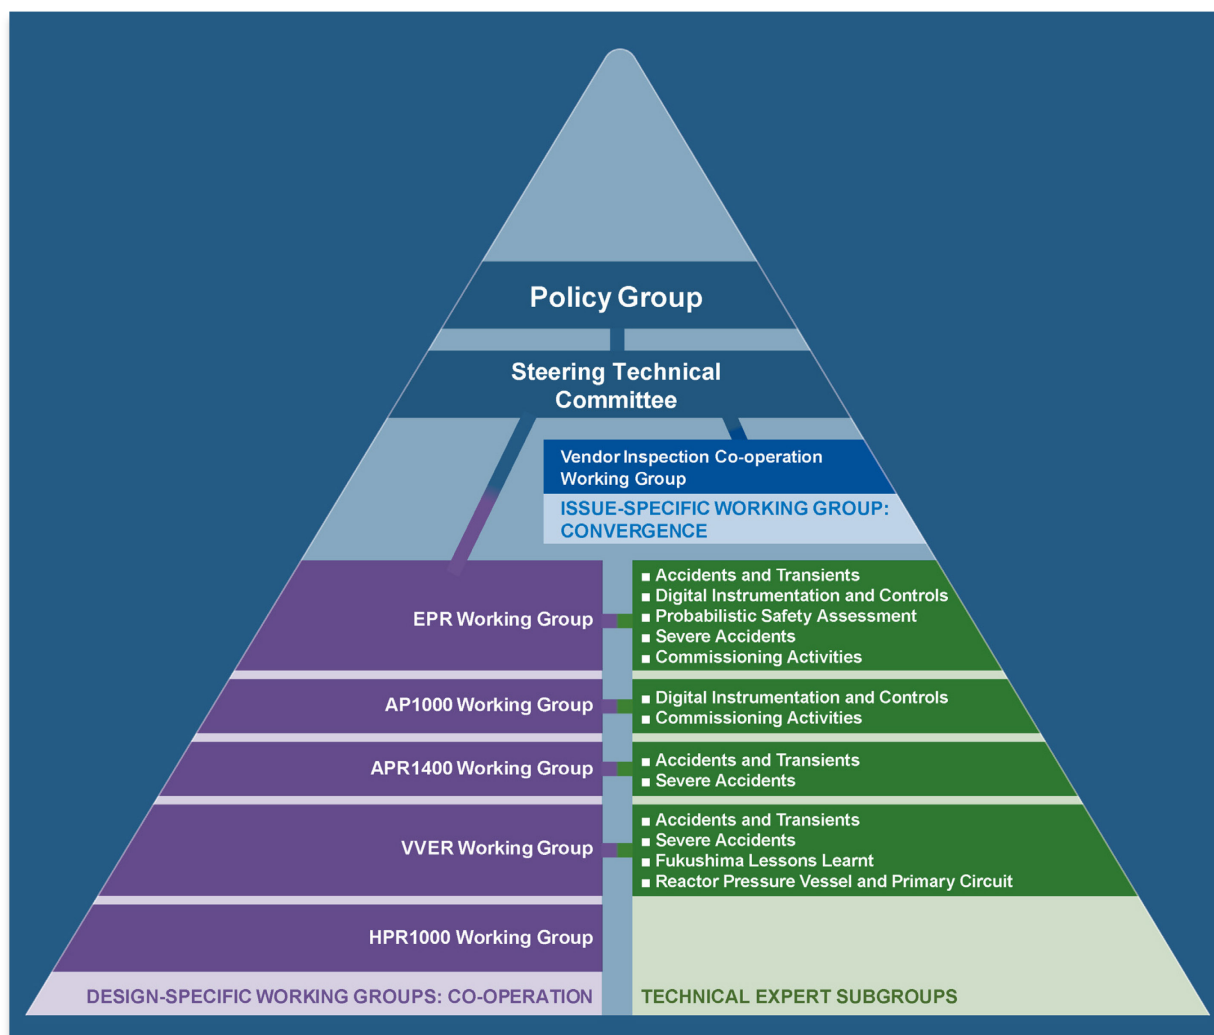 Policy Group
Steering Technical
Committee
Vendor Inspection Co-operation
Working Group
ISSUE-SPECIFIC WORKING GROUP:
CONVERGENCE
EPR Working Group
■ Accidents and Transients
■ Digital Instrumentation and Controls
■ Probabilistic Safety Assessment
■ Severe Accidents
■ Commissioning Activities
AP1000 Working Group
■ Digital Instrumentation and Controls
■ Commissioning Activities
APR1400 Working Group
■ Accidents and Transients
■ Severe Accidents
VVER Working Group
■ Accidents and Transients
■ Severe Accidents
■ Fukushima Lessons Learnt
■ Reactor Pressure Vessel and Primary Circuit
HPR1000 Working Group
DESIGN-SPECIFIC WORKING GROUPS: CO-OPERATION
TECHNICAL EXPERT SUBGROUPS